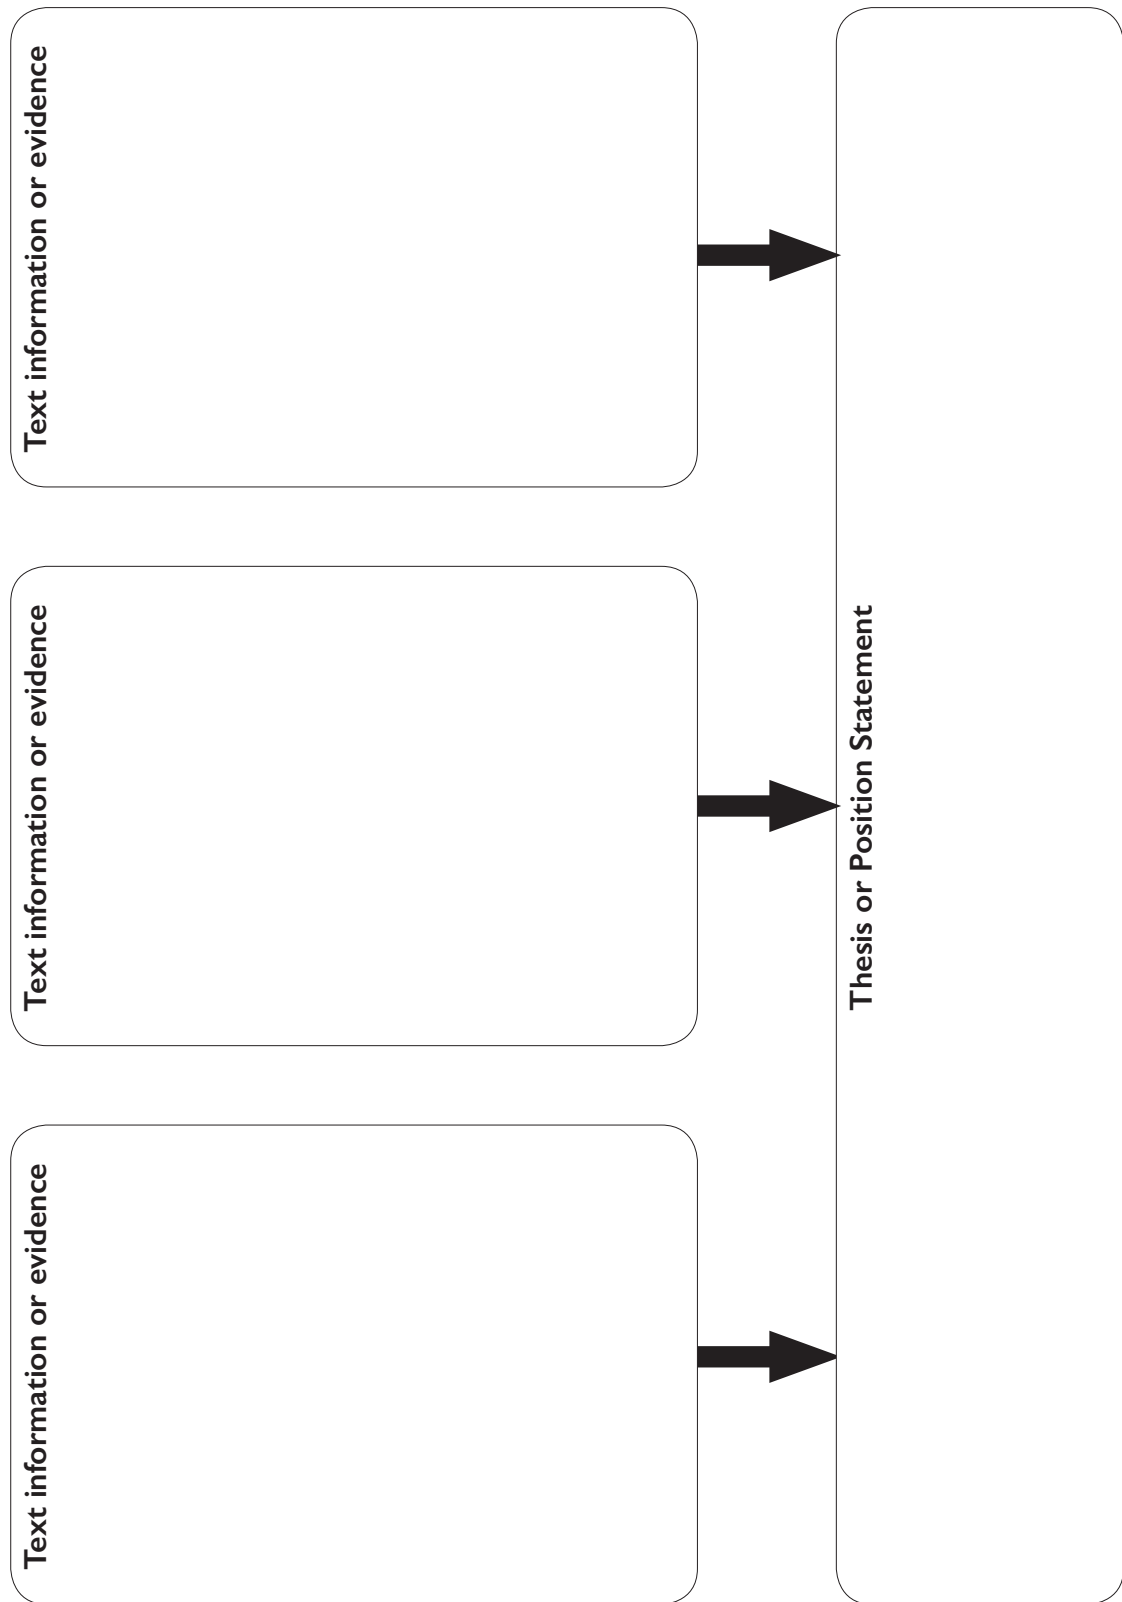 Text information or evidence
Text information or evidence
Text information or evidence
Thesis or Position Statement